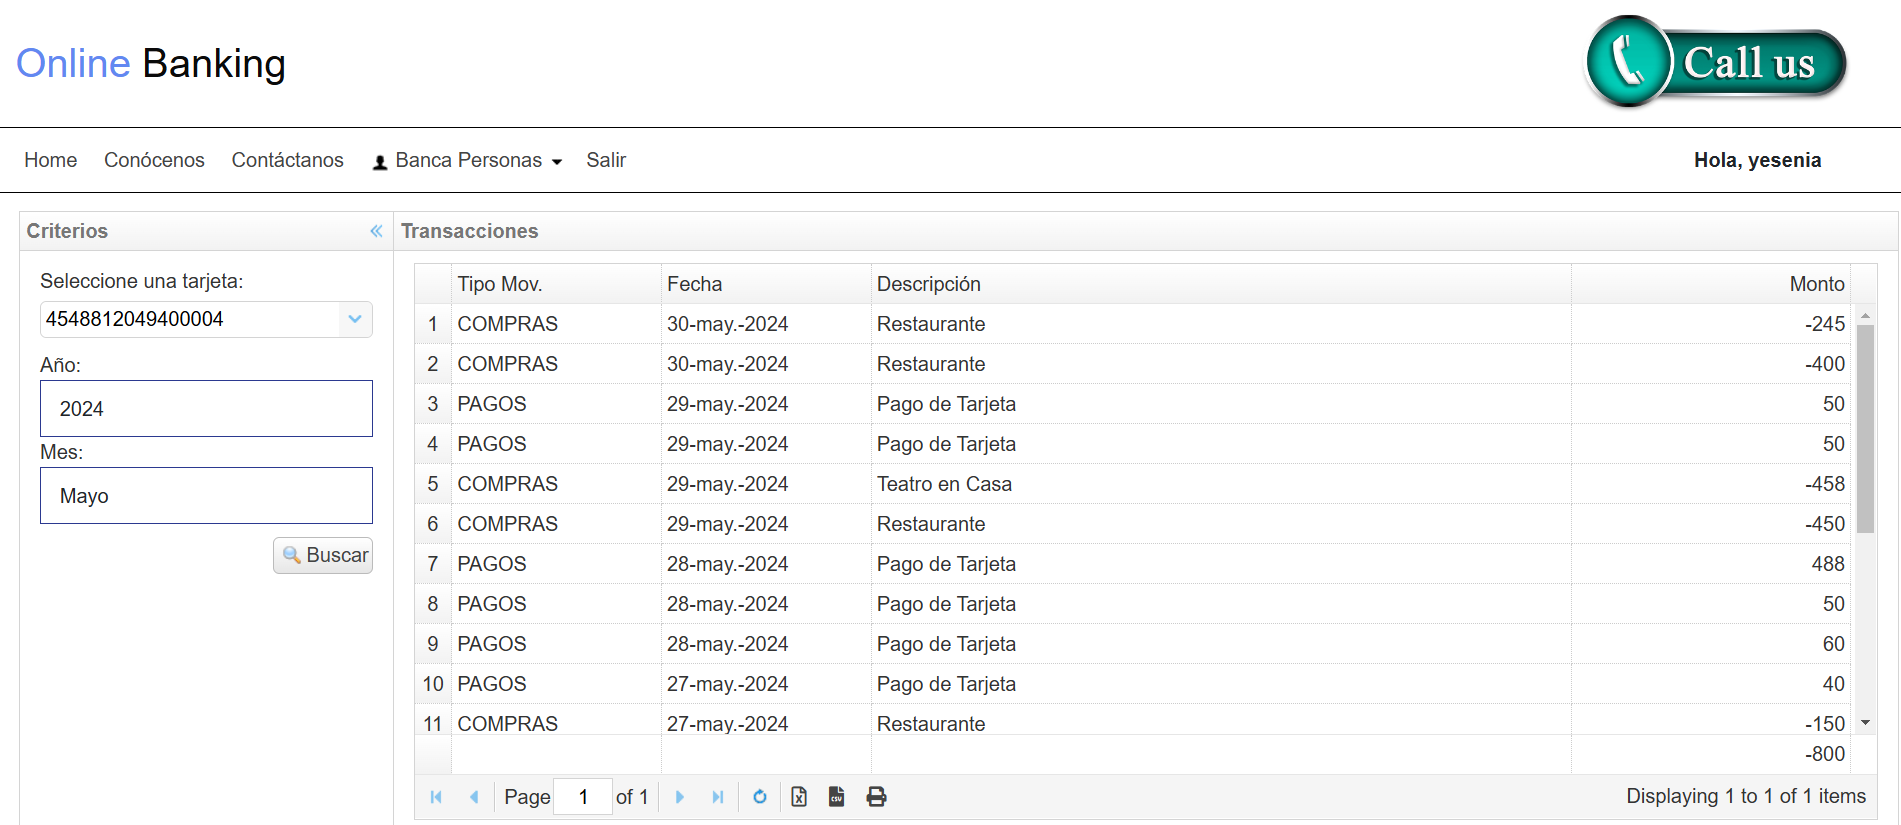 Online Banking
Call us
Home Conócenos Contáctanos Banca Personas Salir Hola, yesenia
Criterios
Seleccione una tarjeta:
4548812049400004
Año:
2024
Mes:
Mayo
Buscar
Transacciones
Tipo Mov. Fecha Descripción Monto
1 COMPRAS 30-may.-2024 Restaurante -245
2 COMPRAS 30-may.-2024 Restaurante -400
3 PAGOS 29-may.-2024 Pago de Tarjeta 50
4 PAGOS 29-may.-2024 Pago de Tarjeta 50
5 COMPRAS 29-may.-2024 Teatro en Casa -458
6 COMPRAS 29-may.-2024 Restaurante -450
7 PAGOS 28-may.-2024 Pago de Tarjeta 488
8 PAGOS 28-may.-2024 Pago de Tarjeta 50
9 PAGOS 28-may.-2024 Pago de Tarjeta 60
10 PAGOS 27-may.-2024 Pago de Tarjeta 40
11 COMPRAS 27-may.-2024 Restaurante -150
-800
Page 1 of 1 CSV Displaying 1 to 1 of 1 items